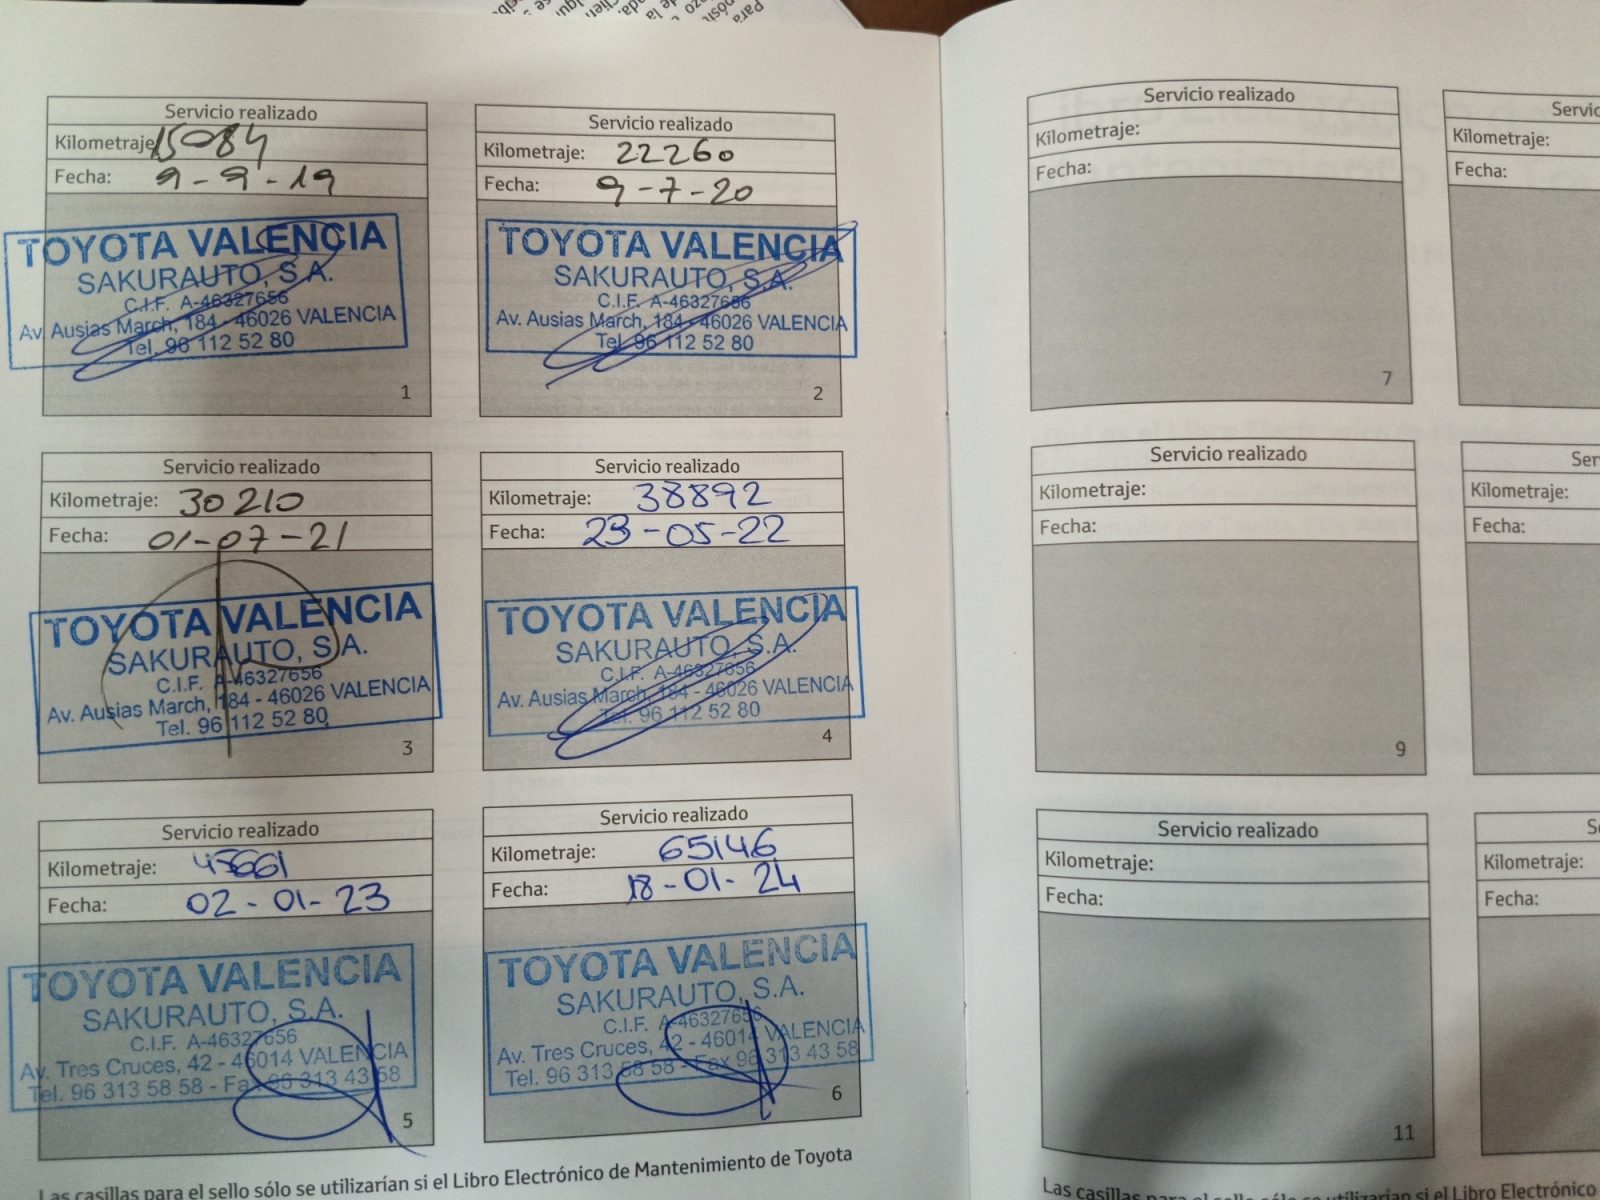 Servicio realizado
Kilometraje: 15084
Fecha: 9-9-19
TOYOTA VALENCIA
SAKURAUTO, S.A.
C.I.F. A-46327656
Av. Ausias March, 184 - 46026 VALENCIA
Tel. 96 112 52 80
1
Servicio realizado
Kilometraje: 22260
Fecha: 9-7-20
TOYOTA VALENCIA
SAKURAUTO, S.A.
C.I.F. A-46327656
Av. Ausias March, 184 - 46026 VALENCIA
Tel. 96 112 52 80
2
Servicio realizado
Kilometraje: 30210
Fecha: 01-07-21
TOYOTA VALENCIA
SAKURAUTO, S.A.
C.I.F. A-46327656
Av. Ausias March, 184 - 46026 VALENCIA
Tel. 96 112 52 80
3
Servicio realizado
Kilometraje: 38892
Fecha: 23-05-22
TOYOTA VALENCIA
SAKURAUTO, S.A.
C.I.F. A-46327656
Av. Ausias March, 184 - 46026 VALENCIA
Tel. 96 112 52 80
4
Servicio realizado
Kilometraje: 45661
Fecha: 02-01-23
TOYOTA VALENCIA
SAKURAUTO, S.A.
C.I.F. A-46327656
Av. Tres Cruces, 42 - 46014 VALENCIA
Tel. 96 313 58 58 - Fax 96 313 43 58
5
Servicio realizado
Kilometraje: 65146
Fecha: 18-01-24
TOYOTA VALENCIA
SAKURAUTO, S.A.
C.I.F. A-46327656
Av. Tres Cruces, 42 - 46014 VALENCIA
Tel. 96 313 58 58 - Fax 96 313 43 58
6
Las casillas para el sello sólo se utilizarían si el Libro Electrónico de Mantenimiento de Toyota
Servicio realizado
Kilometraje:
Fecha:
7
Servic
Kilometraje:
Fecha:
Servicio realizado
Kilometraje:
Fecha:
9
Ser
Kilometraje:
Fecha:
Servicio realizado
Kilometraje:
Fecha:
11
S
Kilometraje:
Fecha:
Las casillas para el sello sólo se utilizarían si el Libro Electrónico